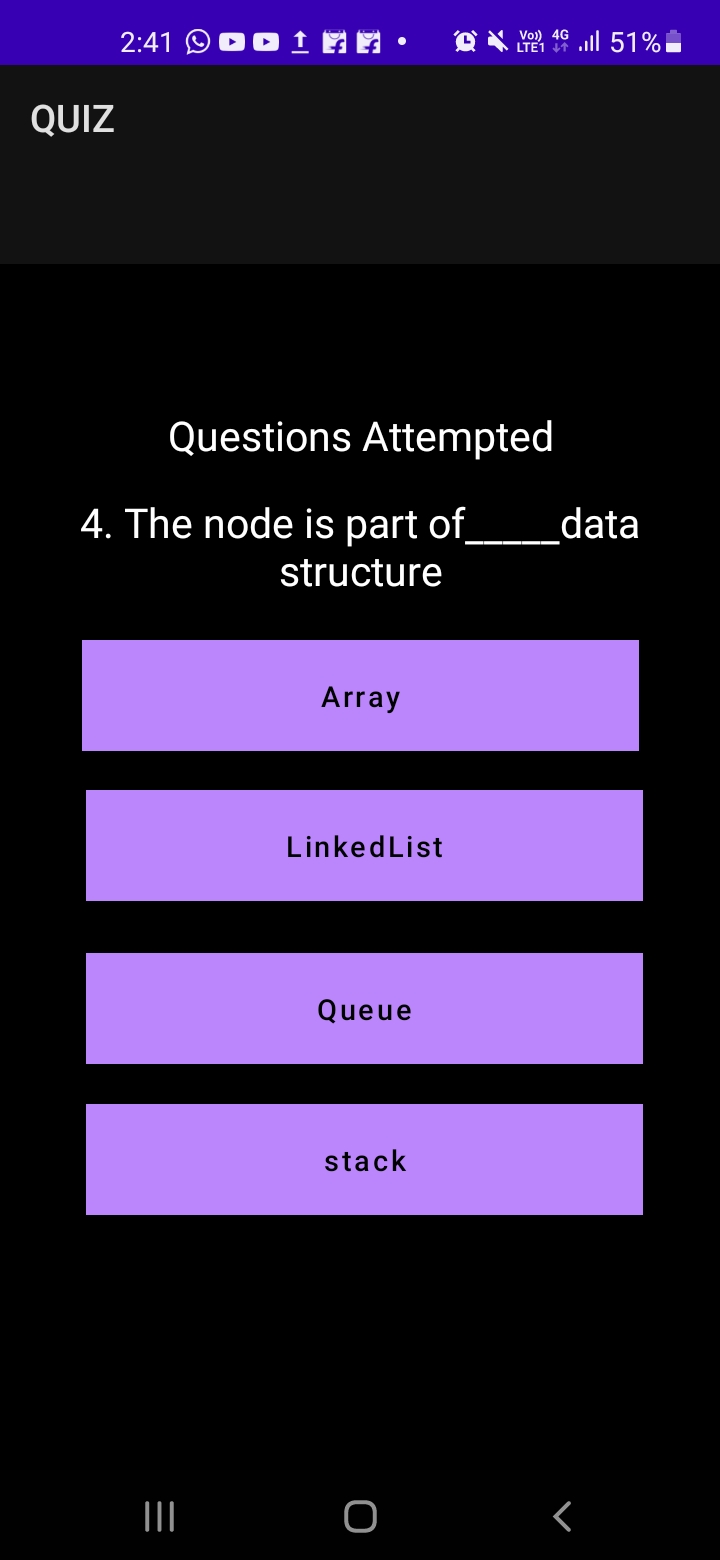 2:41 Vo)) LTE1 4G 51%
QUIZ
Questions Attempted
4. The node is part of_____data
structure
Array
LinkedList
Queue
stack